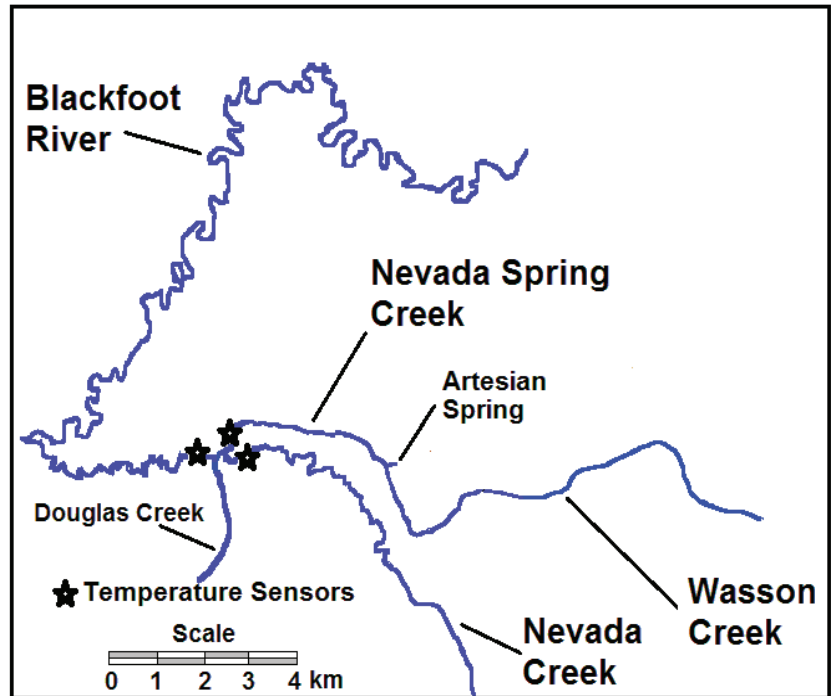 Blackfoot
River
Nevada Spring
Creek
Artesian
Spring
Douglas Creek
Temperature Sensors
Scale
0 1 2 3 4 km
Nevada
Creek
Wasson
Creek